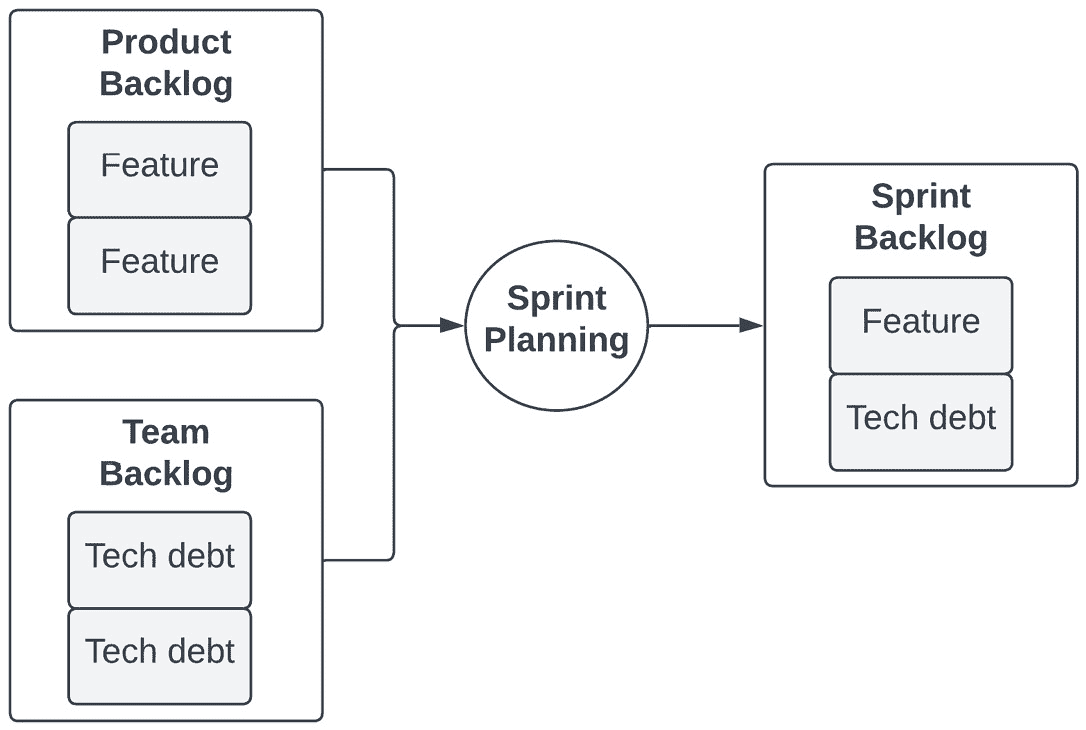 Product
Backlog
Feature
Feature
Team
Backlog
Tech debt
Tech debt
Sprint
Planning
Sprint
Backlog
Feature
Tech debt